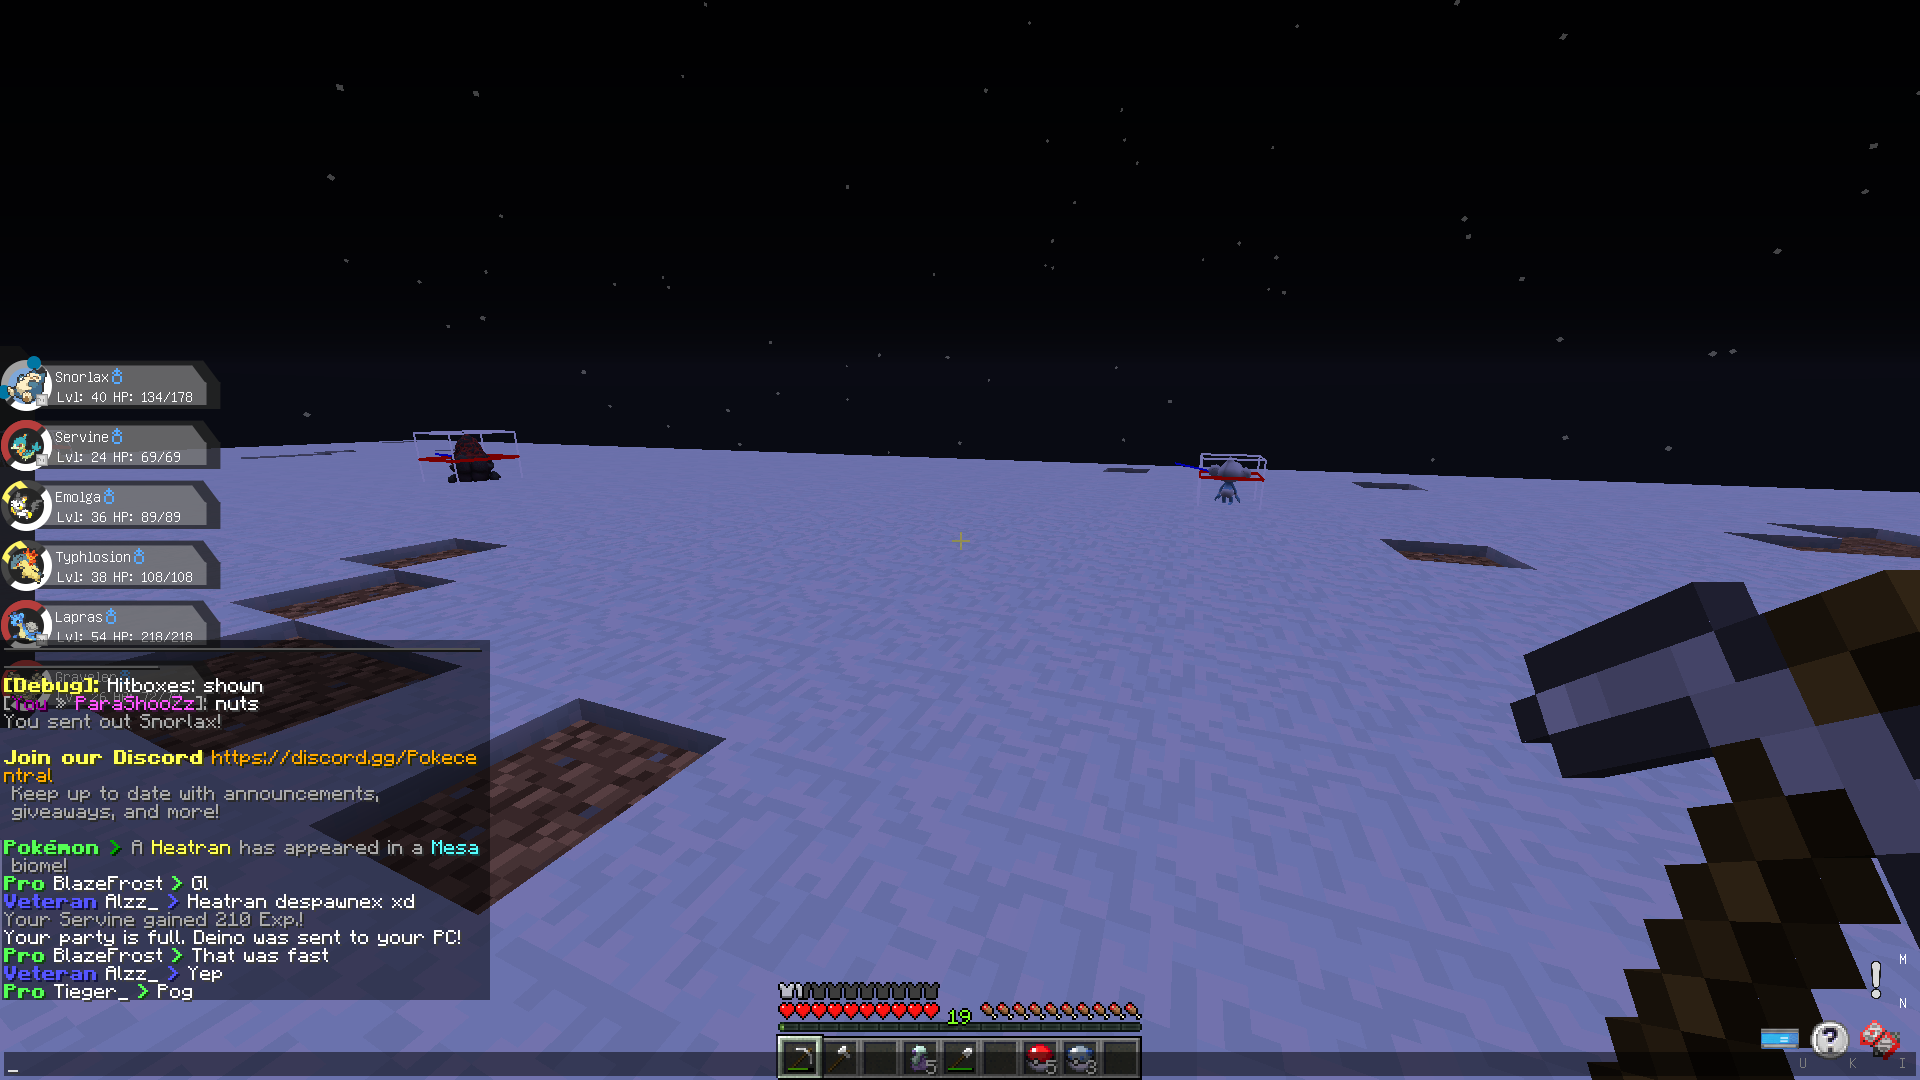 Snorlax
Lvl: 40 HP: 134/178
Servine
Lvl: 24 HP: 69/69
Emolga
Lvl: 36 HP: 89/89
Typhlosion
Lvl: 38 HP: 108/108
Lapras
Lvl: 54 HP: 218/218
Graveler
[Debug]: Hitboxes: shown
[You » ParaShooZz]: nuts
You sent out Snorlax!
Join our Discord https://discord.gg/Pokece
ntral
Keep up to date with announcements,
giveaways, and more!
Pokémon > A Heatran has appeared in a Mesa
biome!
Pro BlazeFrost > Gl
Veteran Alzz_ > Heatran despawnex xd
Your Servine gained 210 Exp.!
Your party is full. Deino was sent to your PC!
Pro BlazeFrost > That was fast
Veteran Alzz_ > Yep
Pro Tieger_ > Pog
_
19
5
5
3
M
N
U
K
I